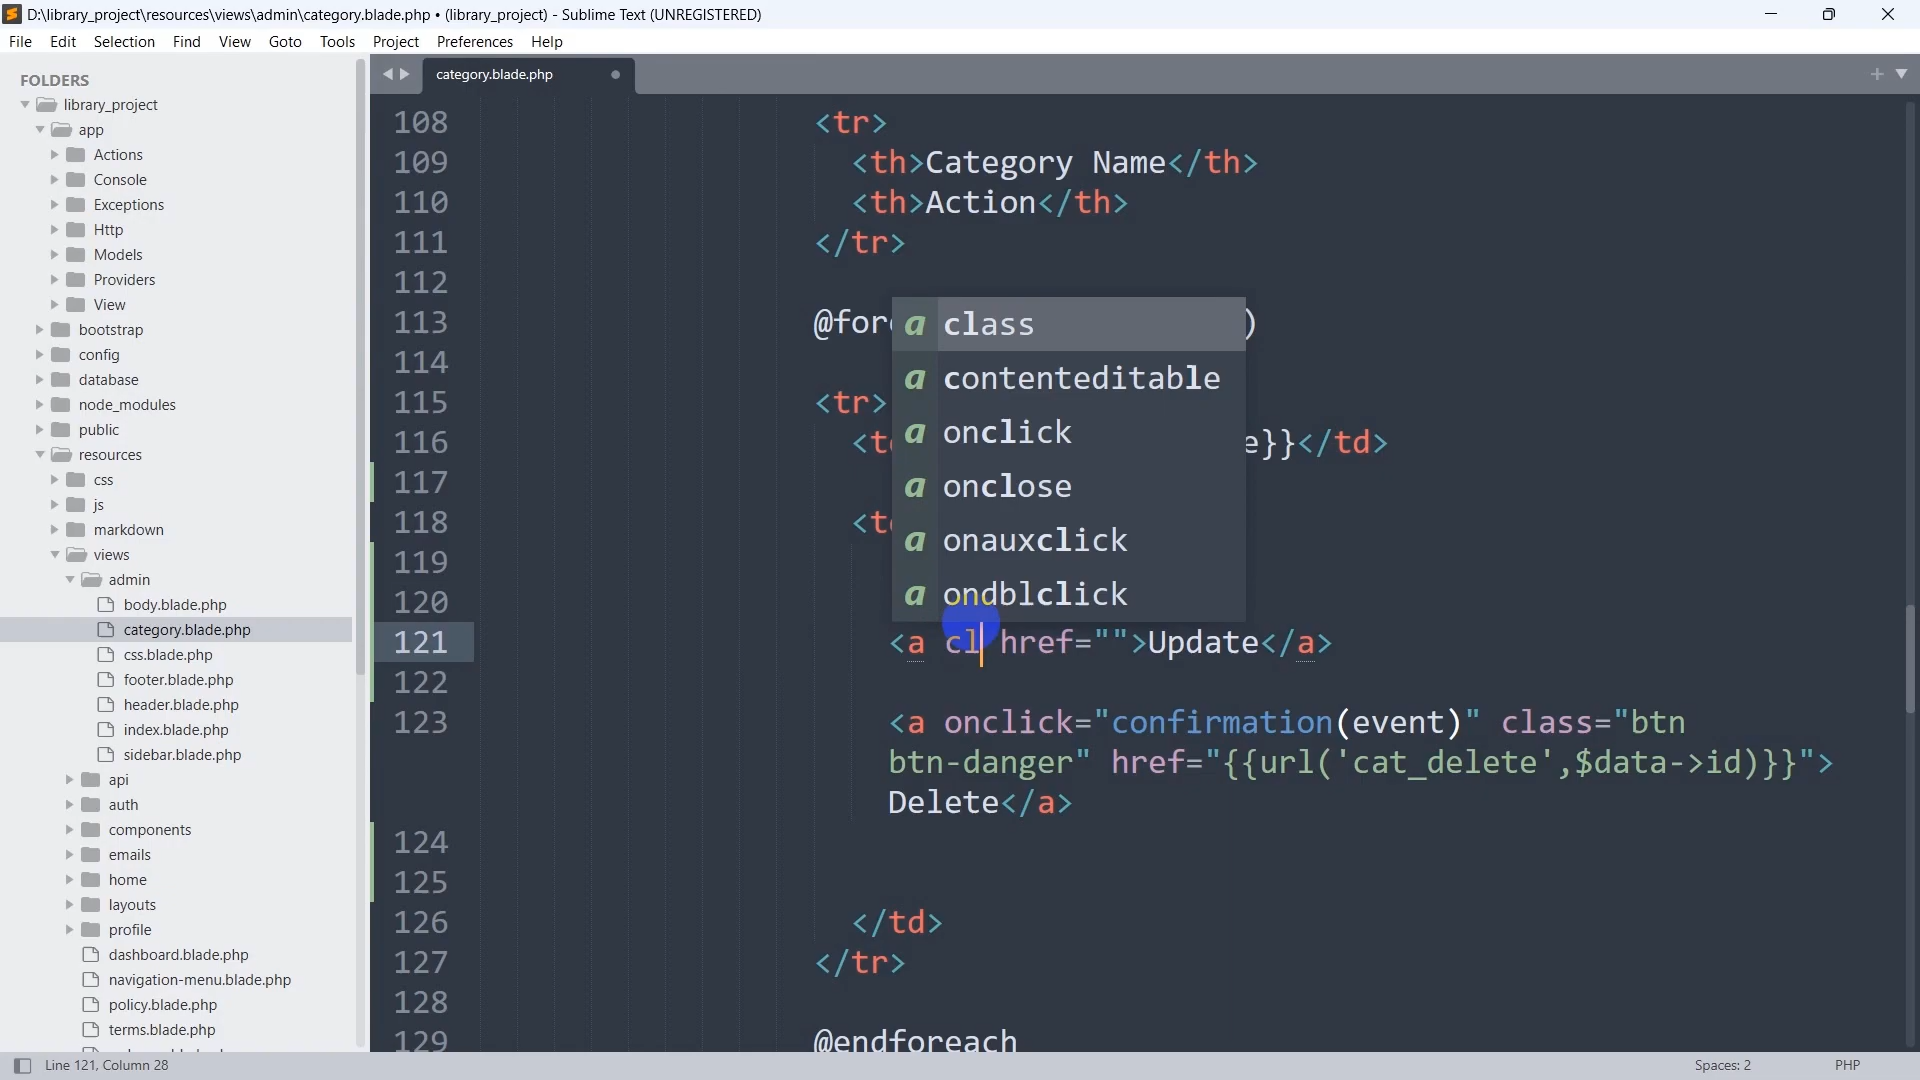 D:\library_project\resources\views\admin\category.blade.php • (library_project) - Sublime Text (UNREGISTERED)
File Edit Selection Find View Goto Tools Project Preferences Help
FOLDERS
library_project
app
Actions
Console
Exceptions
Http
Models
Providers
View
bootstrap
config
database
node_modules
public
resources
css
js
markdown
views
admin
body.blade.php
category.blade.php
css.blade.php
footer.blade.php
header.blade.php
index.blade.php
sidebar.blade.php
api
auth
components
emails
home
layouts
profile
dashboard.blade.php
navigation-menu.blade.php
policy.blade.php
terms.blade.php
category.blade.php
108 <tr>
109 <th>Category Name</th>
110 <th>Action</th>
111 </tr>
112
113 @for )
114
115 <tr>
116 <t e}}</td>
117
118 <t
119
120
121 <a cl href="">Update</a>
122
123 <a onclick="confirmation(event)" class="btn
btn-danger" href="{{url('cat_delete',$data->id)}}">
Delete</a>
124
125
126 </td>
127 </tr>
128
129 @endforeach
a class
a contenteditable
a onclick
a onclose
a onauxclick
a ondblclick
Line 121, Column 28
Spaces: 2
PHP